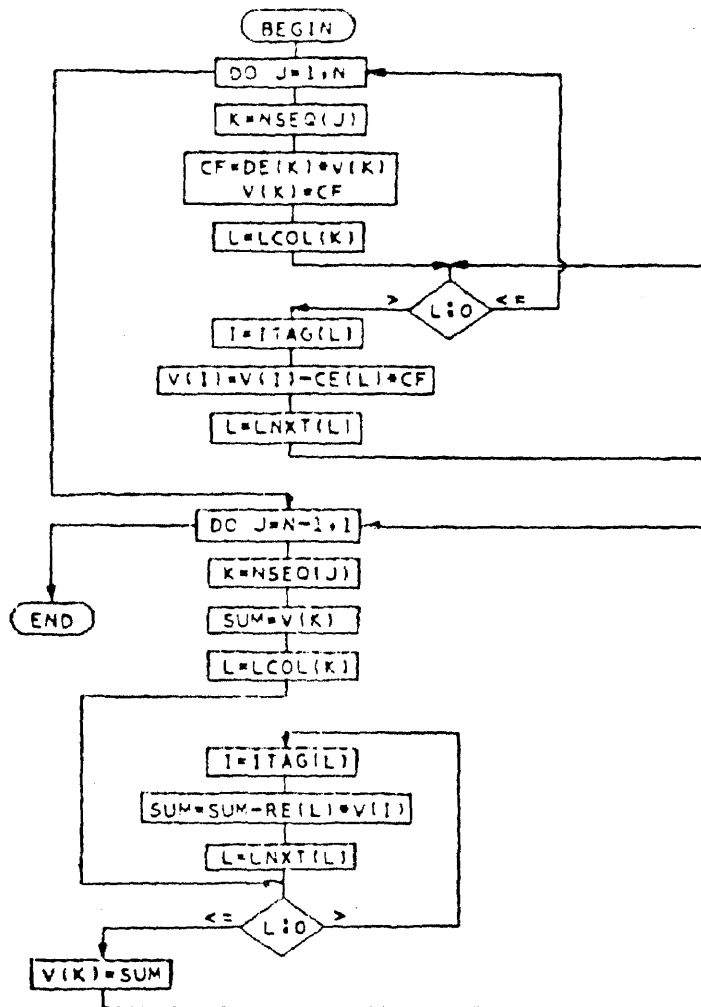 BEGIN
DO J=1,N
K=NSEQ(J)
CF=DE(K)*V(K)
V(K)=CF
L=LCOL(K)
> L:0 <=
I=ITAG(L)
V(I)=V(I)-CE(L)*CF
L=LNXT(L)
DO J=N-1,1
K=NSEQ(J)
END
SUM=V(K)
L=LCOL(K)
I=ITAG(L)
SUM=SUM-RE(L)*V(I)
L=LNXT(L)
<= L:0 >
V(K)=SUM